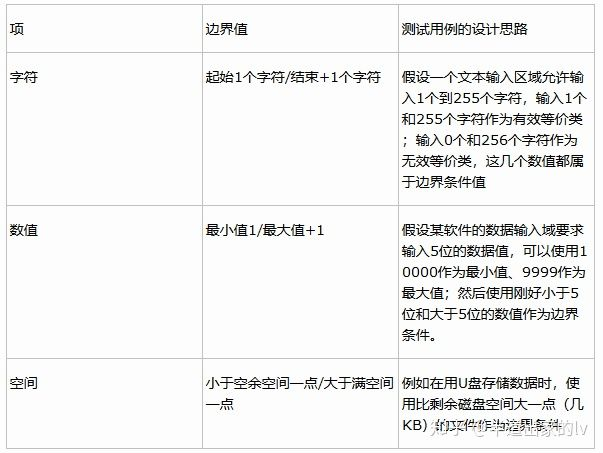 项 边界值 测试用例的设计思路
字符 起始1个字符/结束+1个字符 假设一个文本输入区域允许输
入1个到255个字符，输入1个
和255个字符作为有效等价类
；输入0个和256个字符作为
无效等价类，这几个数值都属
于边界条件值
数值 最小值1/最大值+1 假设某软件的数据输入域要求
输入5位的数据值，可以使用1
0000作为最小值、9999作为
最大值；然后使用刚好小于5
位和大于5位的数值作为边界
条件。
空间 小于空余空间一点/大于满空间
一点
例如在用U盘存储数据时，使
用比剩余磁盘空间大一点（几
KB）的文件作为边界条件
知乎